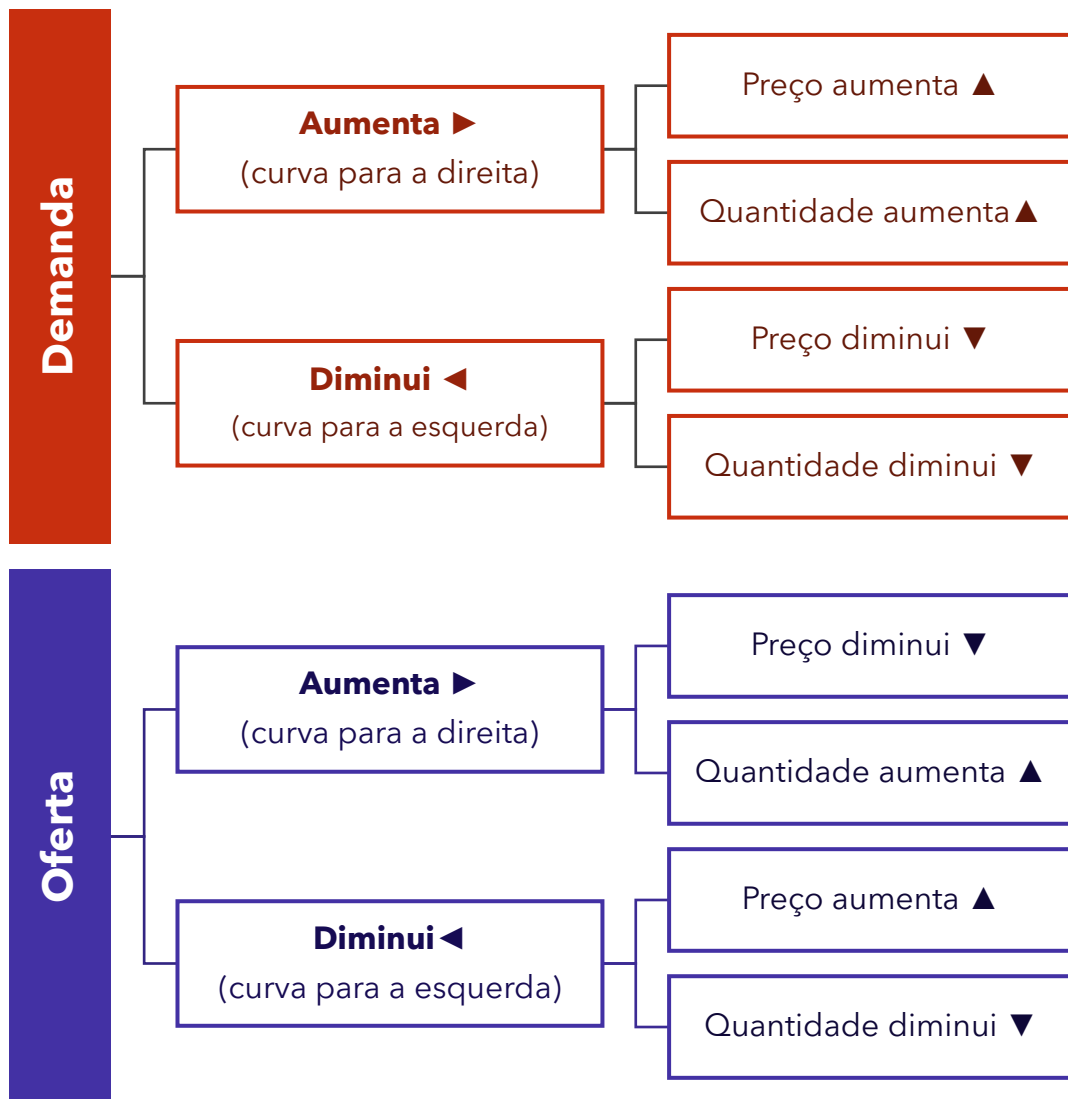 Demanda
Aumenta ►
(curva para a direita)
Preço aumenta ▲
Quantidade aumenta▲
Diminui ◄
(curva para a esquerda)
Preço diminui ▼
Quantidade diminui ▼
Oferta
Aumenta ►
(curva para a direita)
Preço diminui ▼
Quantidade aumenta ▲
Diminui◄
(curva para a esquerda)
Preço aumenta ▲
Quantidade diminui ▼